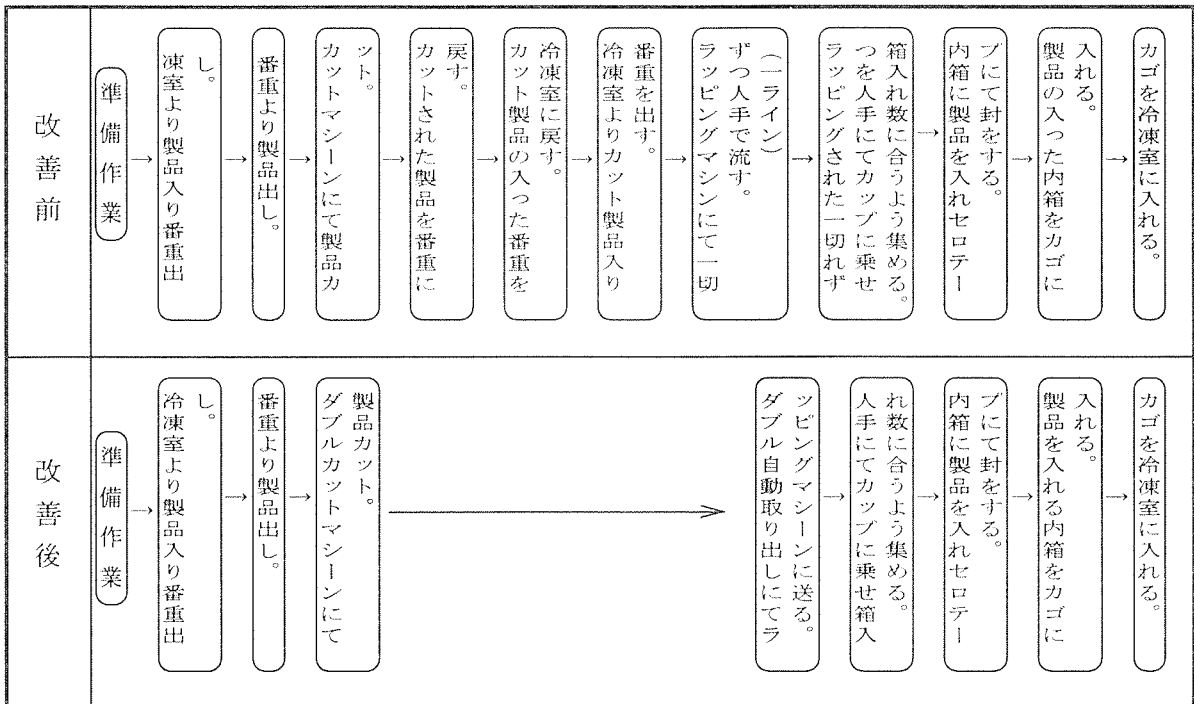 改善前
準備作業
凍室より製品入り番重出
し。
番重より製品出し。
カットマシーンにて製品カ
ット。
カットされた製品を番重に
戻す。
カット製品の入った番重を
冷凍室に戻す。
冷凍室よりカット製品入り
番重を出す。
ラッピングマシンにて一切
ずつ人手で流す。
（一ライン）
ラッピングされた一切れず
つを人手にてカップに乗せ
箱入れ数に合うよう集める。
内箱に製品を入れセロテー
プにて封をする。
製品の入った内箱をカゴに
入れる。
カゴを冷凍室に入れる。
改善後
準備作業
冷凍室より製品入り番重出
し。
番重より製品出し。
ダブルカットマシーンにて
製品カット。
ダブル自動取り出しにてラ
ッピングマシーンに送る。
人手にてカップに乗せ箱入
れ数に合うよう集める。
内箱に製品を入れセロテー
プにて封をする。
製品を入れる内箱をカゴに
入れる。
カゴを冷凍室に入れる。